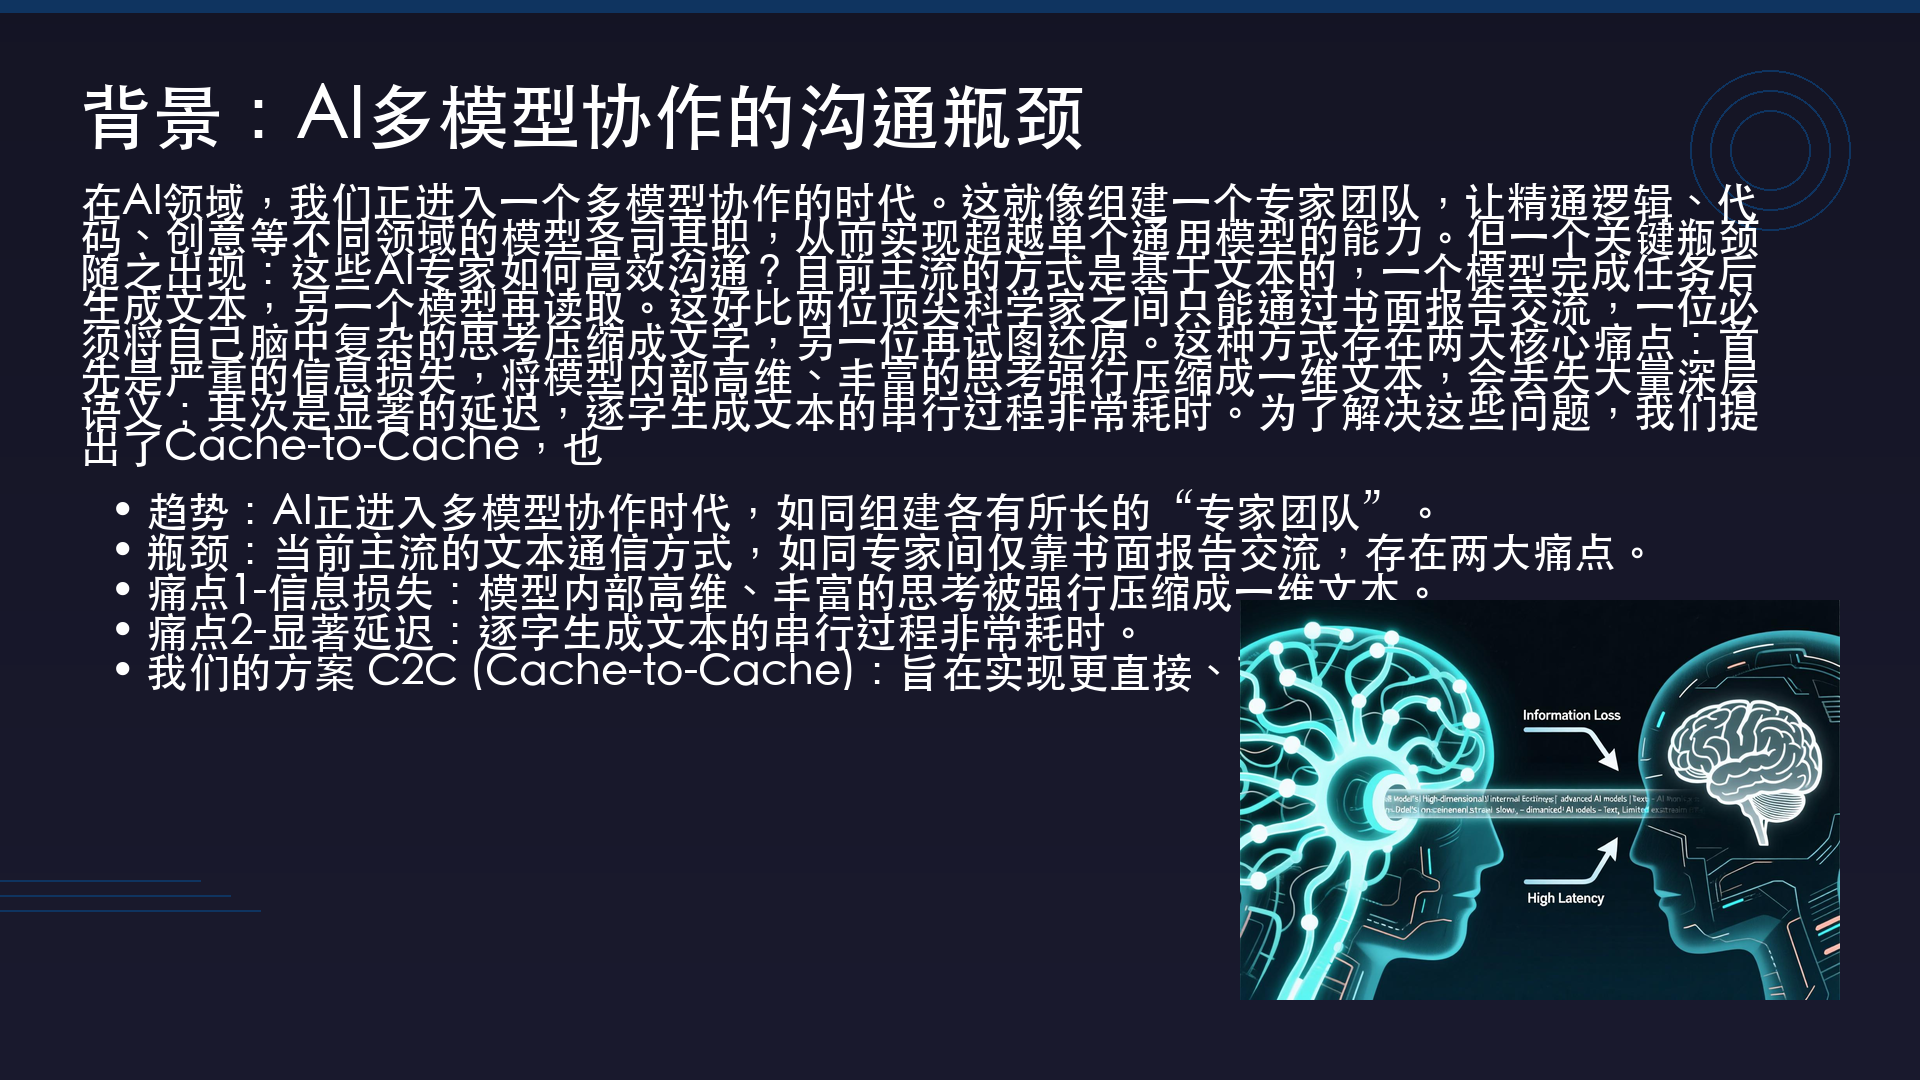 背景：AI多模型协作的沟通瓶颈
在AI领域，我们正进入一个多模型协作的时代。这就像组建一个专家团队，让精通逻辑、代
码、创意等不同领域的模型各司其职，从而实现超越单个通用模型的能力。但一个关键瓶颈
随之出现：这些AI专家如何高效沟通？目前主流的方式是基于文本的，一个模型完成任务后
生成文本，另一个模型再读取。这好比两位顶尖科学家之间只能通过书面报告交流，一位必
须将自己脑中复杂的思考压缩成文字，另一位再试图还原。这种方式存在两大核心痛点：首
先是严重的信息损失，将模型内部高维、丰富的思考强行压缩成一维文本，会丢失大量深层
语义；其次是显著的延迟，逐字生成文本的串行过程非常耗时。为了解决这些问题，我们提
出了Cache-to-Cache，也
• 趋势：AI正进入多模型协作时代，如同组建各有所长的“专家团队”。
• 瓶颈：当前主流的文本通信方式，如同专家间仅靠书面报告交流，存在两大痛点。
• 痛点1-信息损失：模型内部高维、丰富的思考被强行压缩成一维文本。
• 痛点2-显著延迟：逐字生成文本的串行过程非常耗时。
• 我们的方案 C2C (Cache-to-Cache)：旨在实现更直接、
Information Loss
High Latency